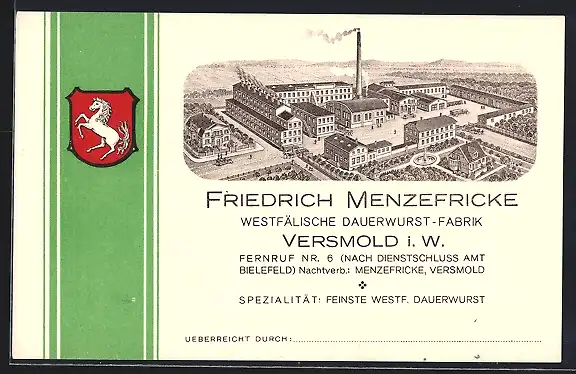 FRIEDRICH MENZEFRICKE
WESTFÄLISCHE DAUERWURST-FABRIK
VERSMOLD i. W.
FERNRUF NR. 6 (NACH DIENSTSCHLUSS AMT
BIELEFELD) Nachtverb.: MENZEFRICKE, VERSMOLD
SPEZIALITÄT: FEINSTE WESTF. DAUERWURST
UEBERREICHT DURCH: